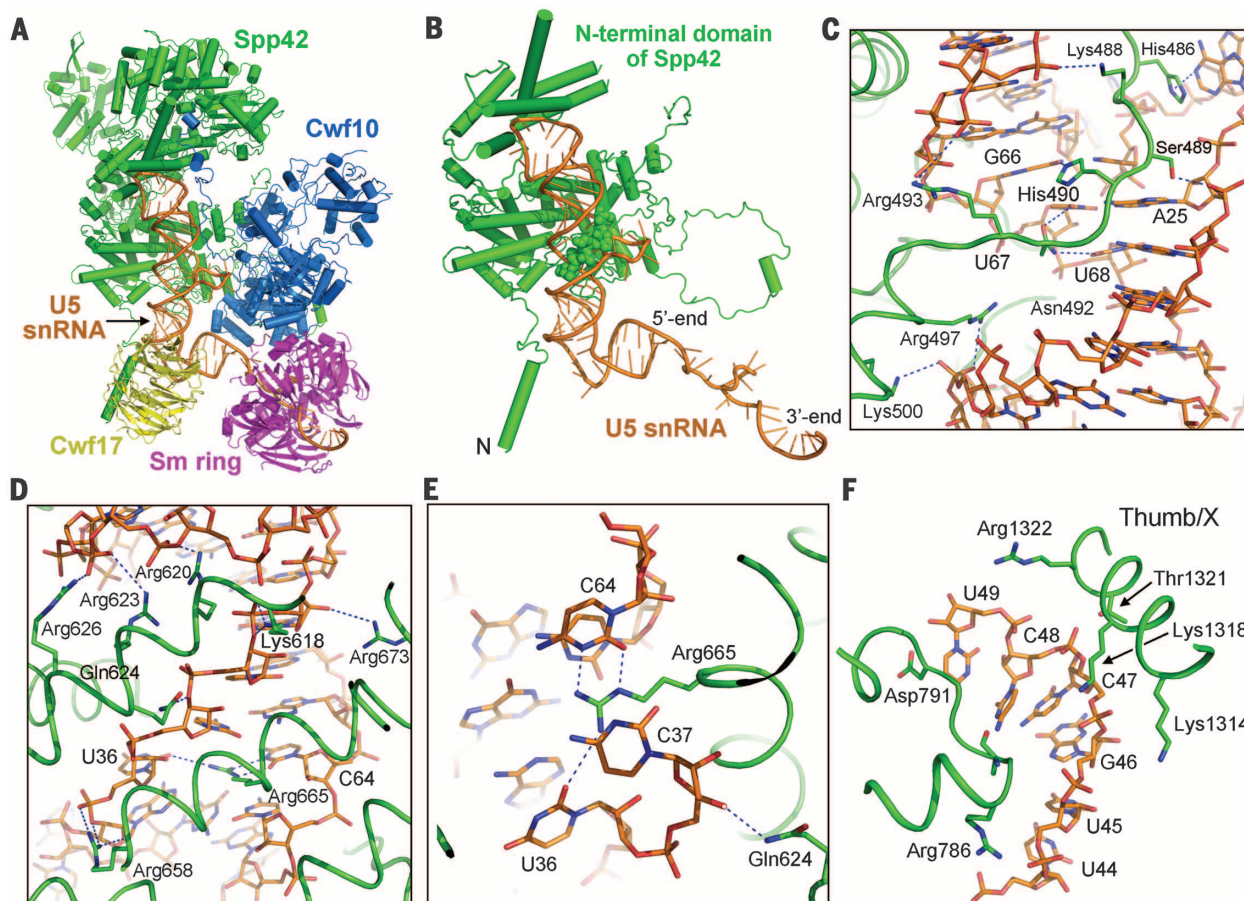 A
Spp42
Cwf10
U5
snRNA
Cwf17
Sm ring
B
N-terminal domain
of Spp42
5’-end
3’-end
U5 snRNA
N
C
Lys488
His486
G66
Ser489
Arg493
His490
A25
U67
U68
Asn492
Arg497
Lys500
D
Arg620
Arg623
Arg626
Lys618
Arg673
Gln624
U36
C64
Arg665
Arg658
E
C64
Arg665
C37
U36
Gln624
F
Thumb/X
Arg1322
Thr1321
U49
C48
Lys1318
C47
Asp791
Lys1314
G46
U45
Arg786
U44